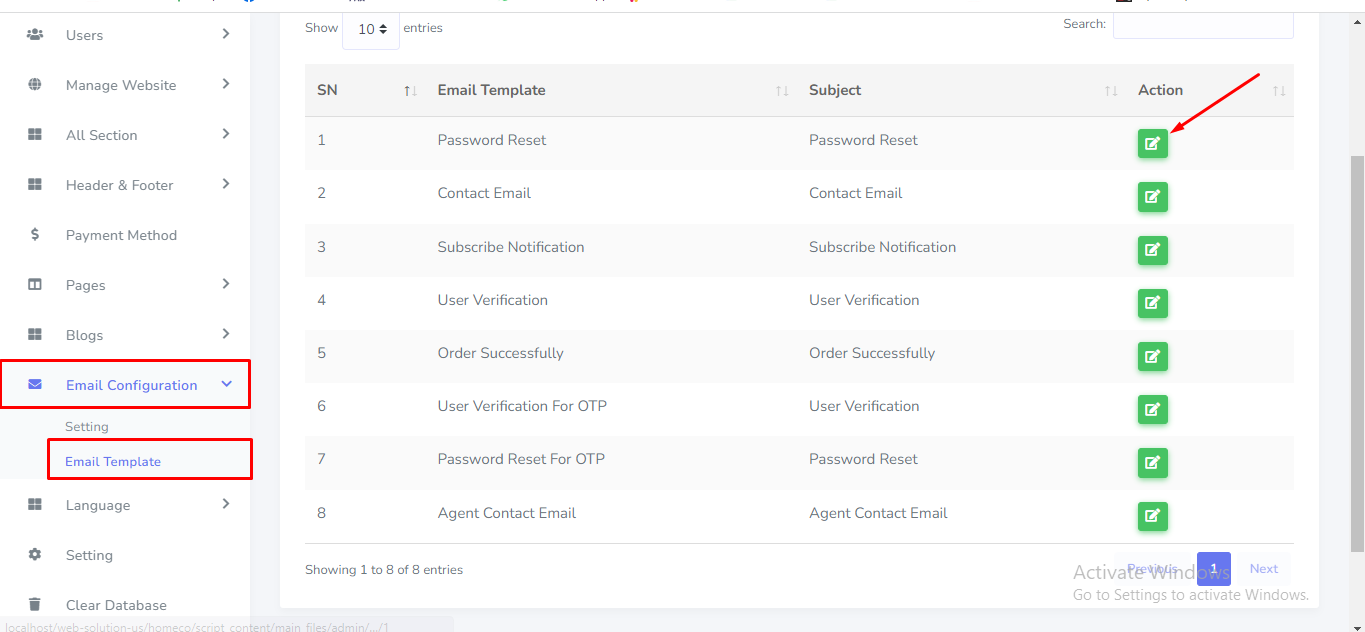 Show 10 entries
Search:
Users
Manage Website
All Section
Header & Footer
Payment Method
Pages
Blogs
Email Configuration
Setting
Email Template
Language
Setting
Clear Database
SN Email Template Subject Action
1 Password Reset Password Reset
2 Contact Email Contact Email
3 Subscribe Notification Subscribe Notification
4 User Verification User Verification
5 Order Successfully Order Successfully
6 User Verification For OTP User Verification
7 Password Reset For OTP Password Reset
8 Agent Contact Email Agent Contact Email
Showing 1 to 8 of 8 entries
Previous 1 Next
Activate Windows
Go to Settings to activate Windows.
localhost/web-solution-us/homeco/script_content/main_files/admin/.../1